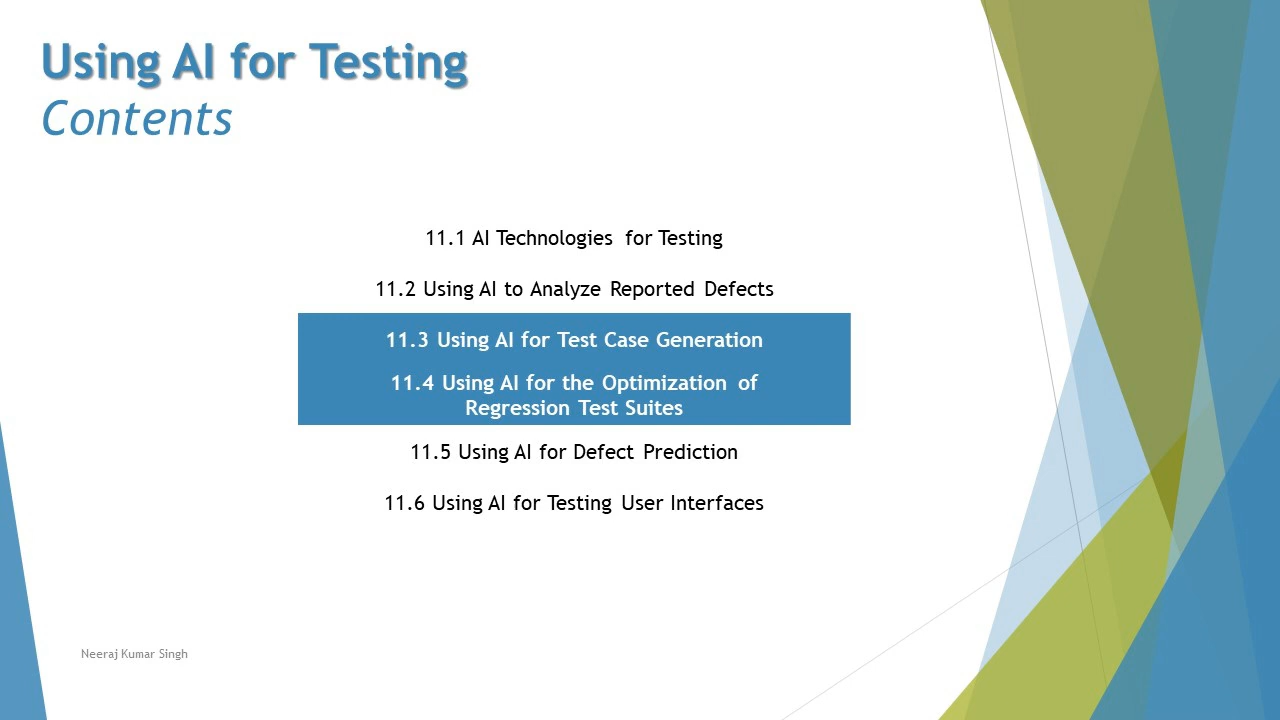 Using AI for Testing
Contents
11.1 AI Technologies for Testing
11.2 Using AI to Analyze Reported Defects
11.3 Using AI for Test Case Generation
11.4 Using AI for the Optimization of
Regression Test Suites
11.5 Using AI for Defect Prediction
11.6 Using AI for Testing User Interfaces
Neeraj Kumar Singh